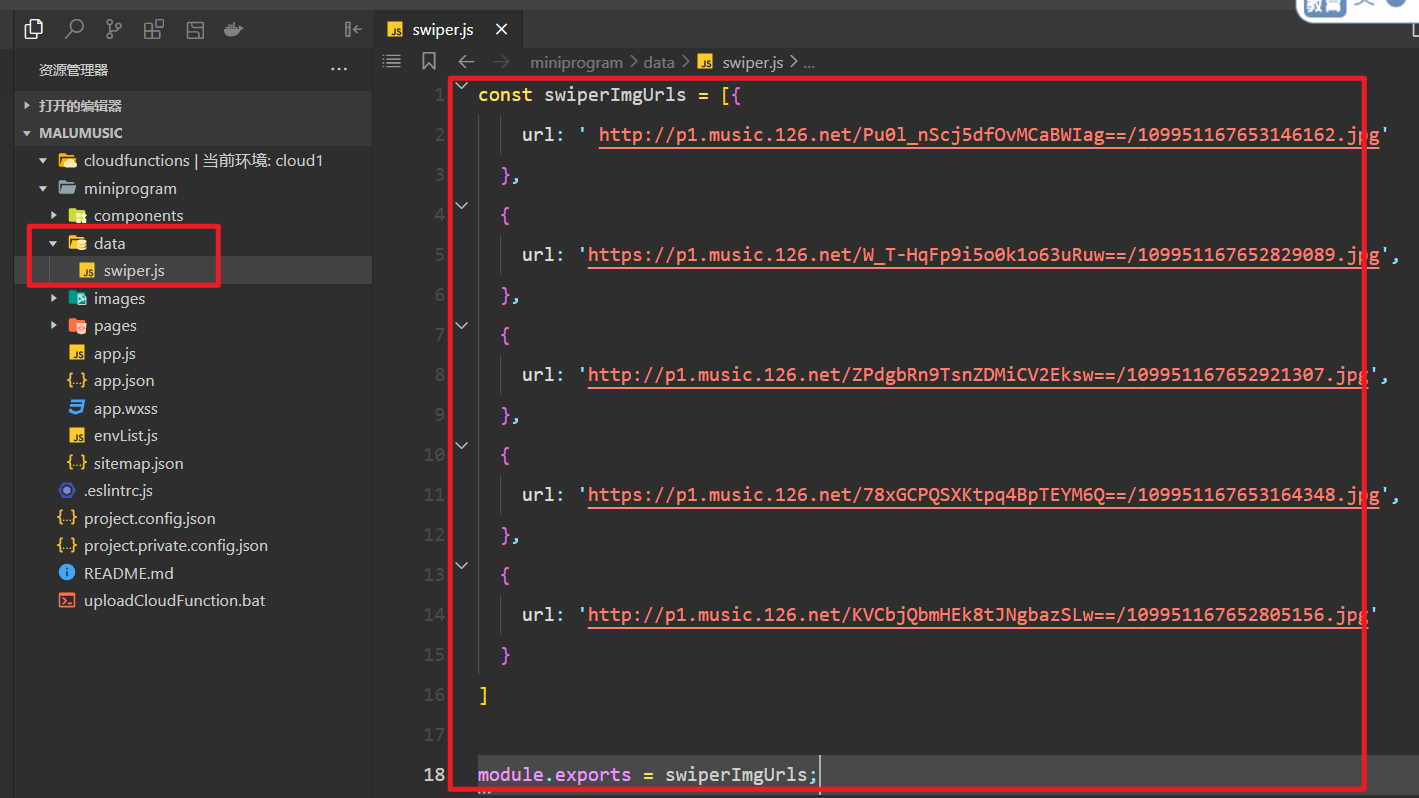 教育
swiper.js
资源管理器
miniprogram > data > swiper.js > ...
打开的编辑器
MALUMUSIC
cloudfunctions | 当前环境: cloud1
miniprogram
components
data
swiper.js
images
pages
app.js
app.json
app.wxss
envList.js
sitemap.json
.eslintrc.js
project.config.json
project.private.config.json
README.md
uploadCloudFunction.bat
1 const swiperImgUrls = [{
2 url: ' http://p1.music.126.net/Pu0l_nScj5dfOvMCaBWIag==/109951167653146162.jpg'
3 },
4 {
5 url: 'https://p1.music.126.net/W_T-HqFp9i5o0k1o63uRuw==/109951167652829089.jpg',
6 },
7 {
8 url: 'http://p1.music.126.net/ZPdgbRn9TsnZDMiCV2Eksw==/109951167652921307.jpg',
9 },
10 {
11 url: 'https://p1.music.126.net/78xGCPQSXKtpq4BpTEYM6Q==/109951167653164348.jpg',
12 },
13 {
14 url: 'http://p1.music.126.net/KVCbjQbmHEk8tJNgbazSLw==/109951167652805156.jpg'
15 }
16 ]
17
18 module.exports = swiperImgUrls;